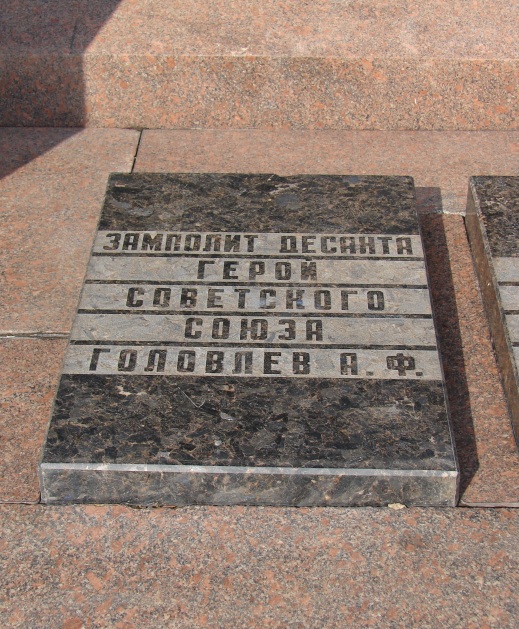 ЗАМПОЛИТ ДЕСАНТА
ГЕРОЙ
СОВЕТСКОГО
СОЮЗА
ГОЛОВЛЕВ А.Ф.